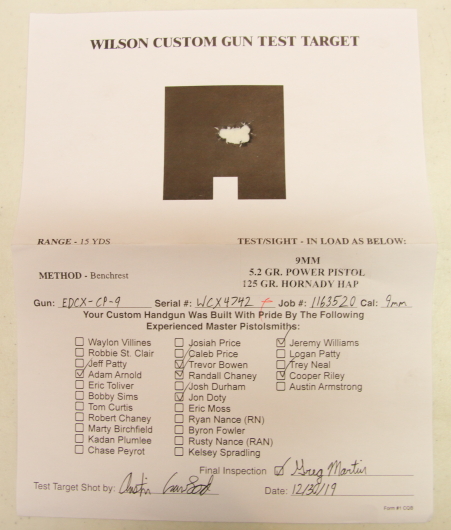 WILSON CUSTOM GUN TEST TARGET
RANGE - 15 YDS
TEST/SIGHT - IN LOAD AS BELOW:
9MM
METHOD - Benchrest
5.2 GR. POWER PISTOL
125 GR. HORNADY HAP
Gun: EDCX-CP-9 Serial #: WCX4742 Job #: 1163520 Cal: 9mm
Your Custom Handgun Was Built With Pride By The Following
Experienced Master Pistolsmiths:
Waylon Villines
Robbie St. Clair
Jeff Patty
Adam Arnold
Eric Toliver
Bobby Sims
Tom Curtis
Robert Chaney
Marty Birchfield
Kadan Plumlee
Chase Peyrot
Josiah Price
Caleb Price
Trevor Bowen
Randall Chaney
Josh Durham
Jon Doty
Eric Moss
Ryan Nance (RN)
Byron Fowler
Rusty Nance (RAN)
Kelsey Spradling
Jeremy Williams
Logan Patty
Trey Neal
Cooper Riley
Austin Armstrong
Final Inspection Greg Martin
Test Target Shot by: Austin
Date: 12/30/19